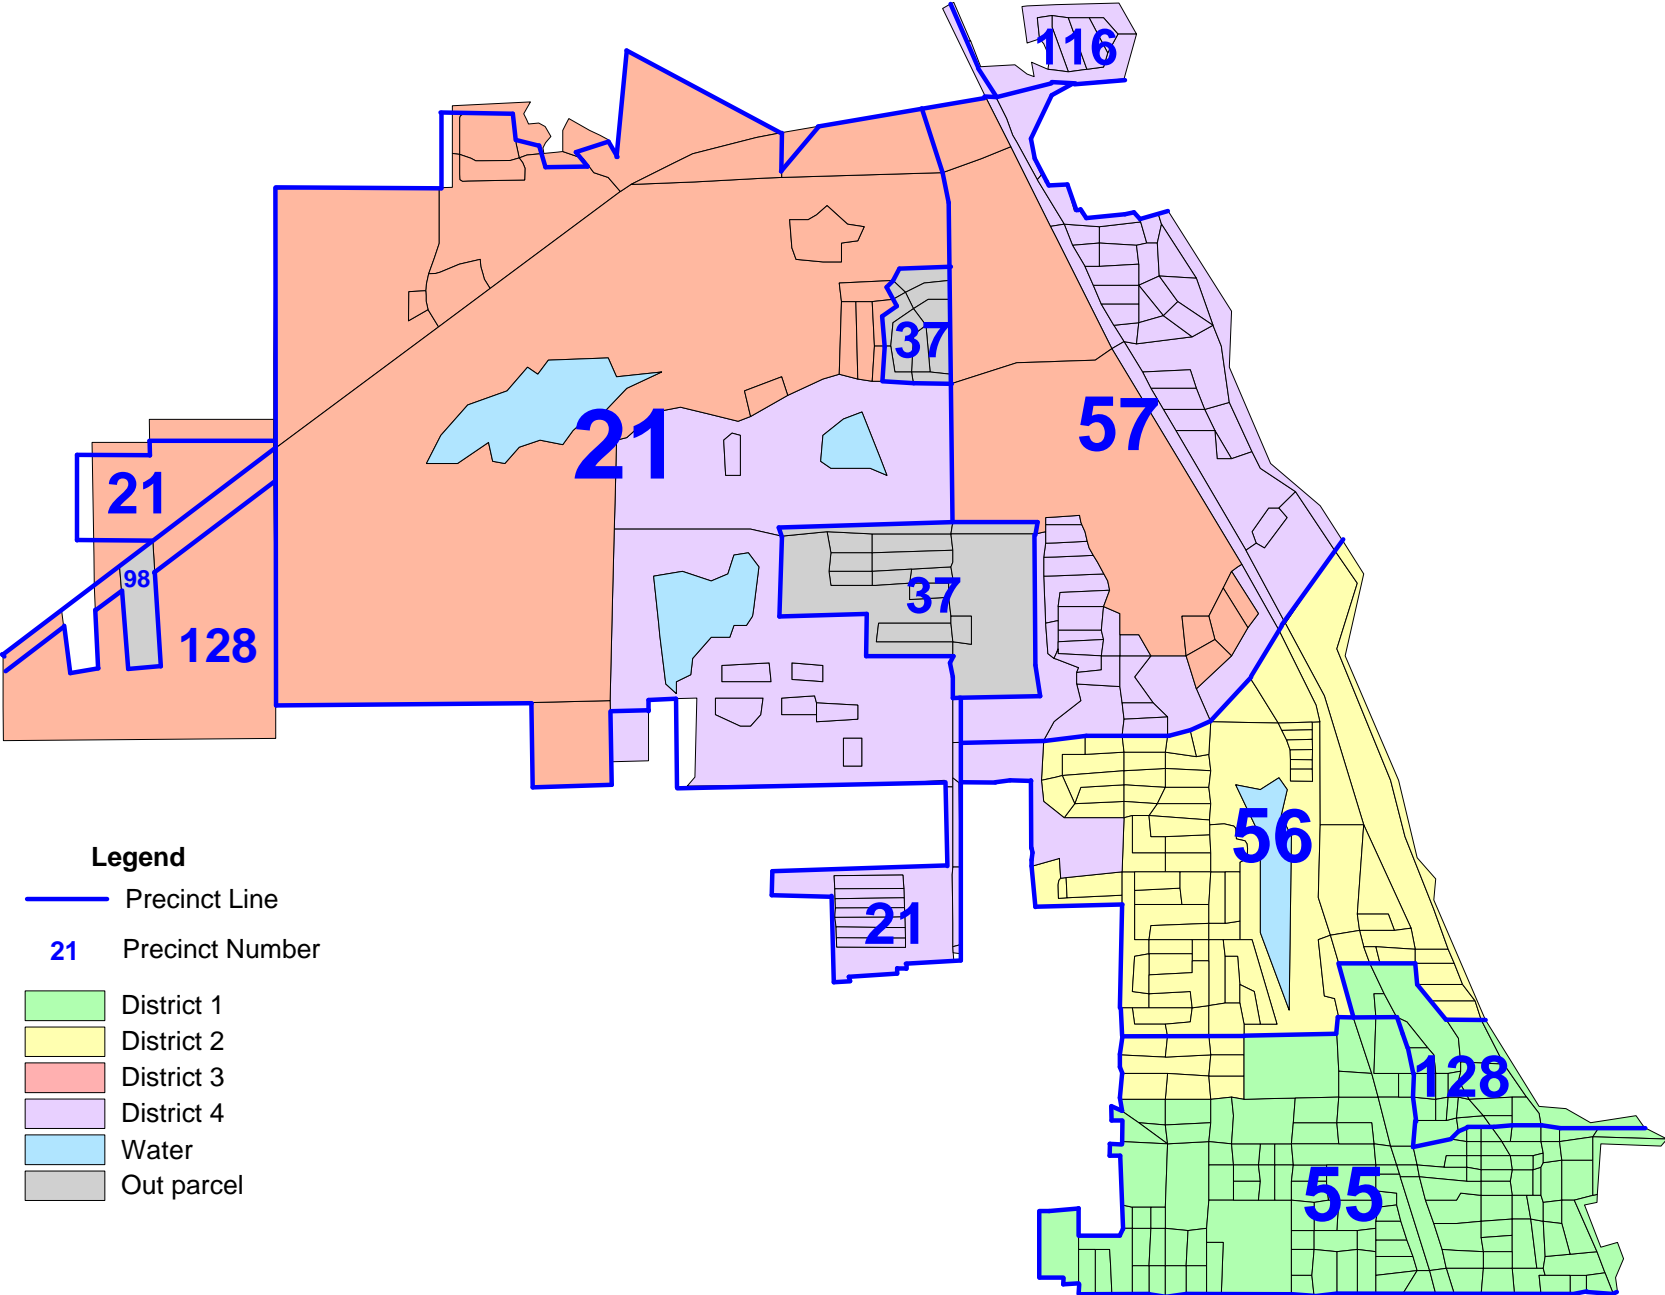 116
37
57
21
21
98
37
128
56
Legend
Precinct Line
21
21 Precinct Number
District 1
District 2
128
District 3
District 4
Water
Out parcel
55